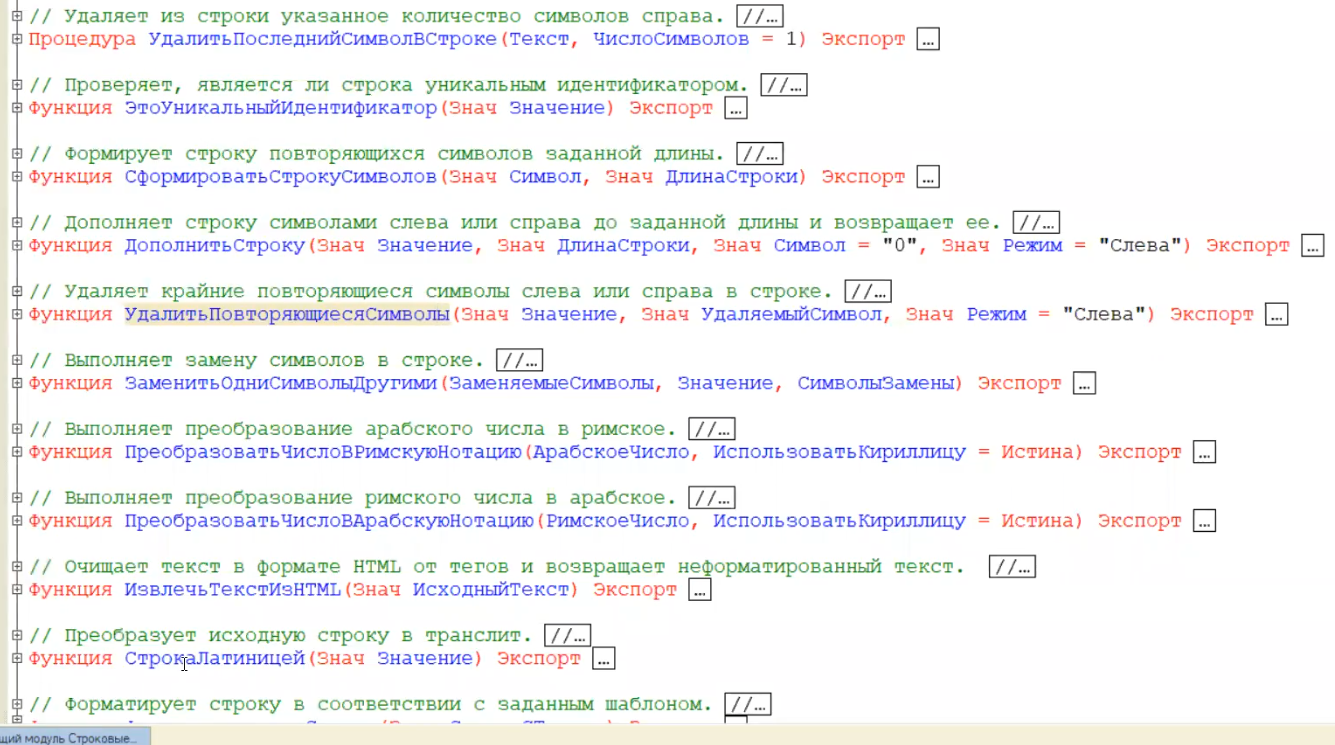 // Удаляет из строки указанное количество символов справа. //…
Процедура УдалитьПоследнийСимволВСтроке(Текст, ЧислоСимволов = 1) Экспорт …
// Проверяет, является ли строка уникальным идентификатором. //…
Функция ЭтоУникальныйИдентификатор(Знач Значение) Экспорт …
// Формирует строку повторяющихся символов заданной длины. //…
Функция СформироватьСтрокуСимволов(Знач Символ, Знач ДлинаСтроки) Экспорт …
// Дополняет строку символами слева или справа до заданной длины и возвращает ее. //…
Функция ДополнитьСтроку(Знач Значение, Знач ДлинаСтроки, Знач Символ = "0", Знач Режим = "Слева") Экспорт …
// Удаляет крайние повторяющиеся символы слева или справа в строке. //…
Функция УдалитьПовторяющиесяСимволы(Знач Значение, Знач УдаляемыйСимвол, Знач Режим = "Слева") Экспорт …
// Выполняет замену символов в строке. //…
Функция ЗаменитьОдниСимволыДругими(ЗаменяемыеСимволы, Значение, СимволыЗамены) Экспорт …
// Выполняет преобразование арабского числа в римское. //…
Функция ПреобразоватьЧислоВРимскуюНотацию(АрабскоеЧисло, ИспользоватьКириллицу = Истина) Экспорт …
// Выполняет преобразование римского числа в арабское. //…
Функция ПреобразоватьЧислоВАрабскуюНотацию(РимскоеЧисло, ИспользоватьКириллицу = Истина) Экспорт …
// Очищает текст в формате HTML от тегов и возвращает неформатированный текст. //…
Функция ИзвлечьТекстИзHTML(Знач ИсходныйТекст) Экспорт …
// Преобразует исходную строку в транслит. //…
Функция СтрокаЛатиницей(Знач Значение) Экспорт …
// Форматирует строку в соответствии с заданным шаблоном. //…
щий модуль Строковые...